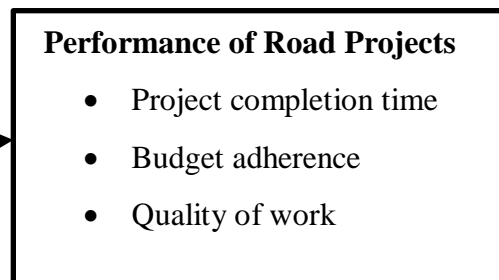 Performance of Road Projects
• Project completion time
• Budget adherence
• Quality of work